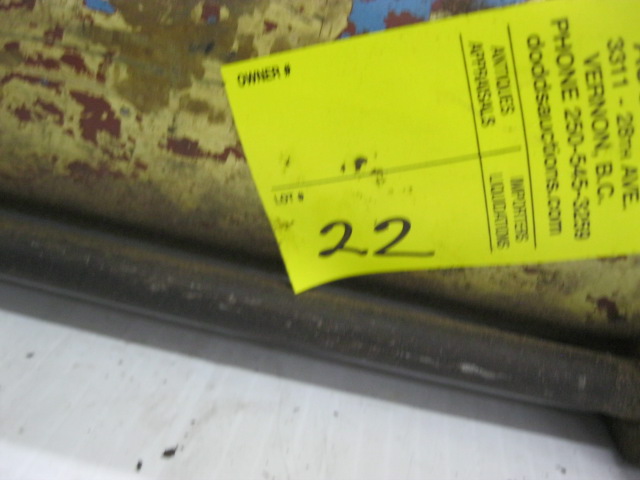 OWNER #
LOT #
22
ANTIQUES
APPRAISALS
IMPORTERS
LIQUIDATIONS
3311 - 28TH AVE.
VERNON, B.C.
PHONE 250-545-3259
doddsauctions.com